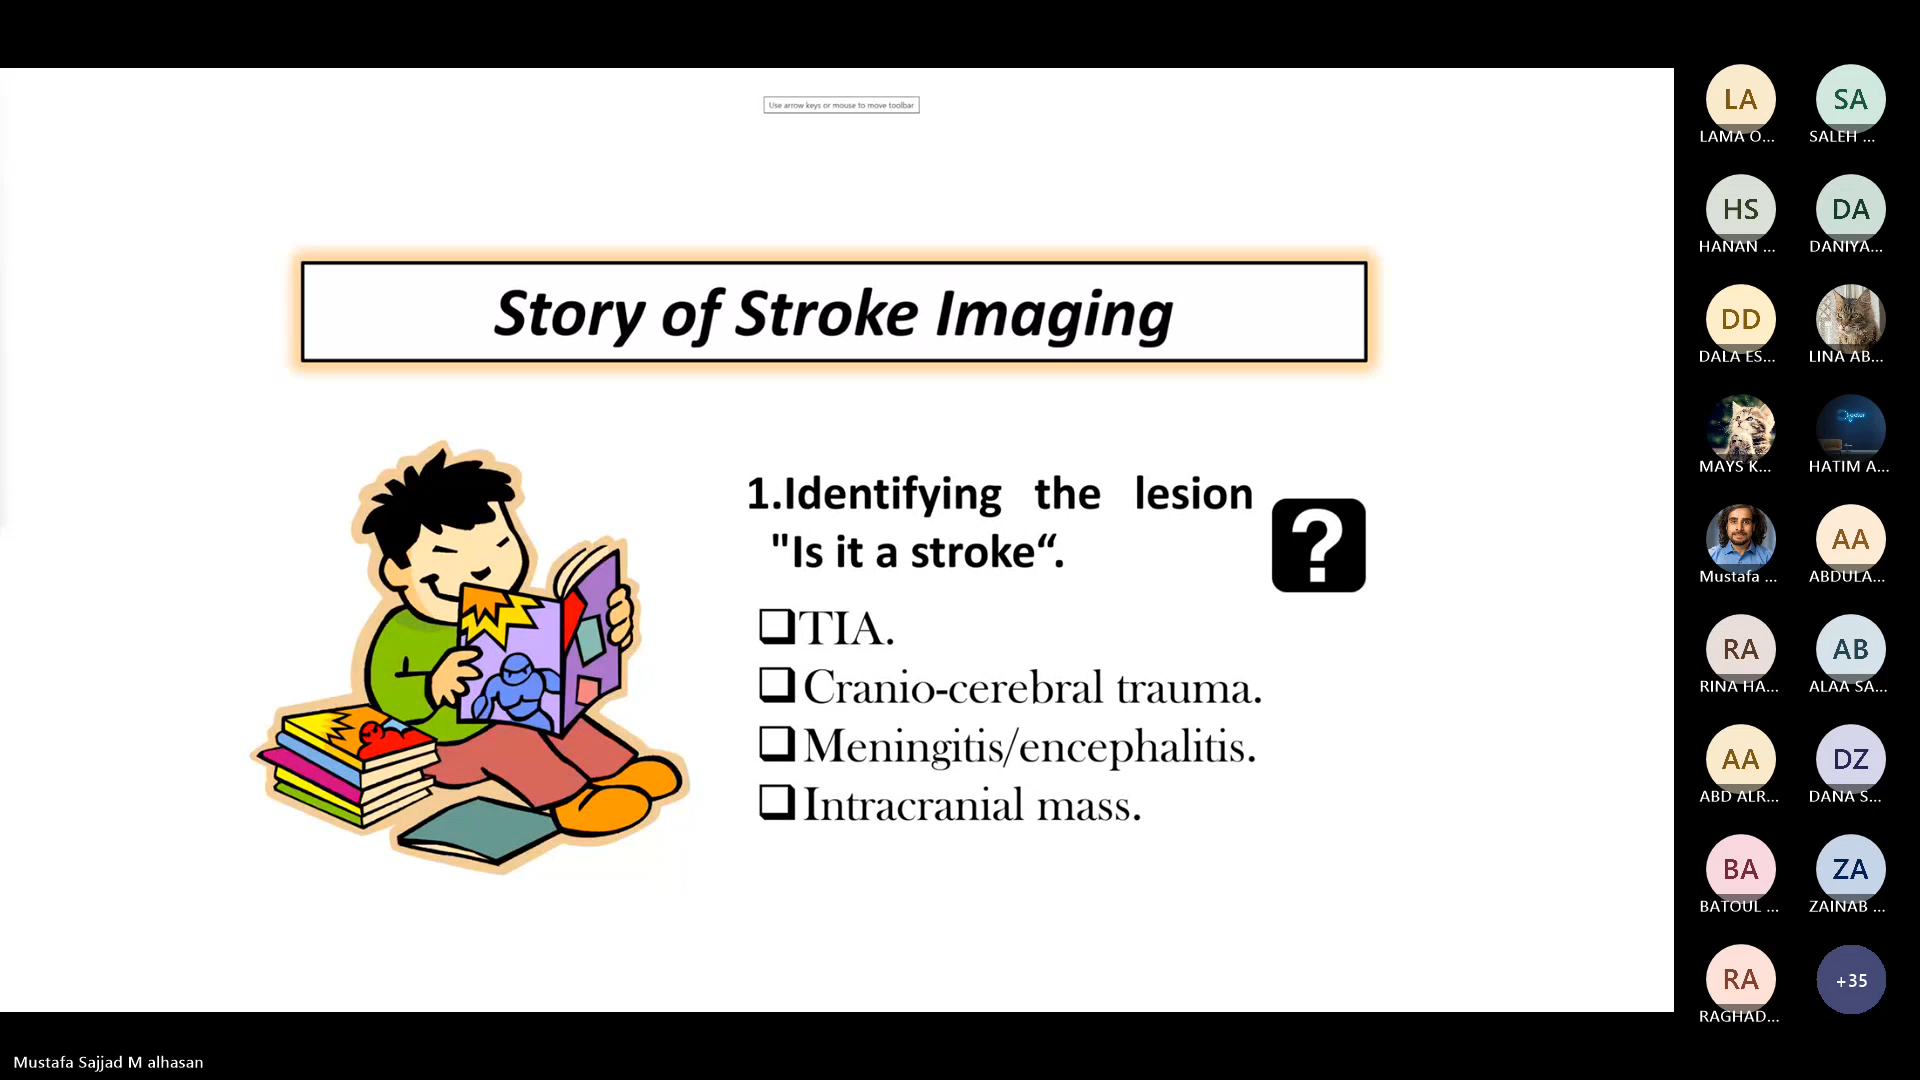 Use arrow keys or mouse to move toolbar
Story of Stroke Imaging
1.Identifying the lesion
"Is it a stroke“.
?
❑TIA.
❑Cranio-cerebral trauma.
❑Meningitis/encephalitis.
❑Intracranial mass.
LA
LAMA O...
SA
SALEH ...
HS
HANAN ...
DA
DANIYA...
DD
DALA ES...
LINA AB...
MAYS K...
HATIM A...
Mustafa ...
AA
ABDULA...
RA
RINA HA...
AB
ALAA SA...
AA
ABD ALR...
DZ
DANA S...
BA
BATOUL ...
ZA
ZAINAB ...
RA
RAGHAD...
+35
Mustafa Sajjad M alhasan